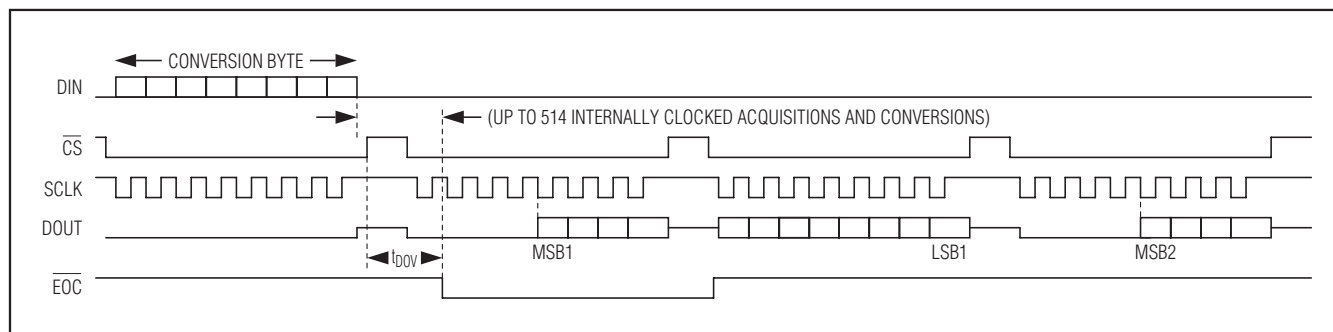 CONVERSION BYTE
DIN
(UP TO 514 INTERNALLY CLOCKED ACQUISITIONS AND CONVERSIONS)
CS
SCLK
DOUT
MSB1
LSB1
MSB2
tDOV
EOC